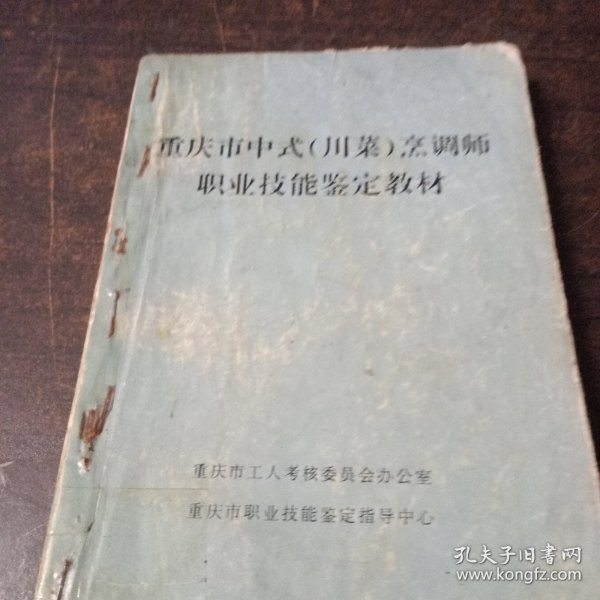 重庆市中式(川菜)烹调师
职业技能鉴定教材
重庆市工人考核委员会办公室
重庆市职业技能鉴定指导中心
孔夫子旧书网
www.kongfz.com